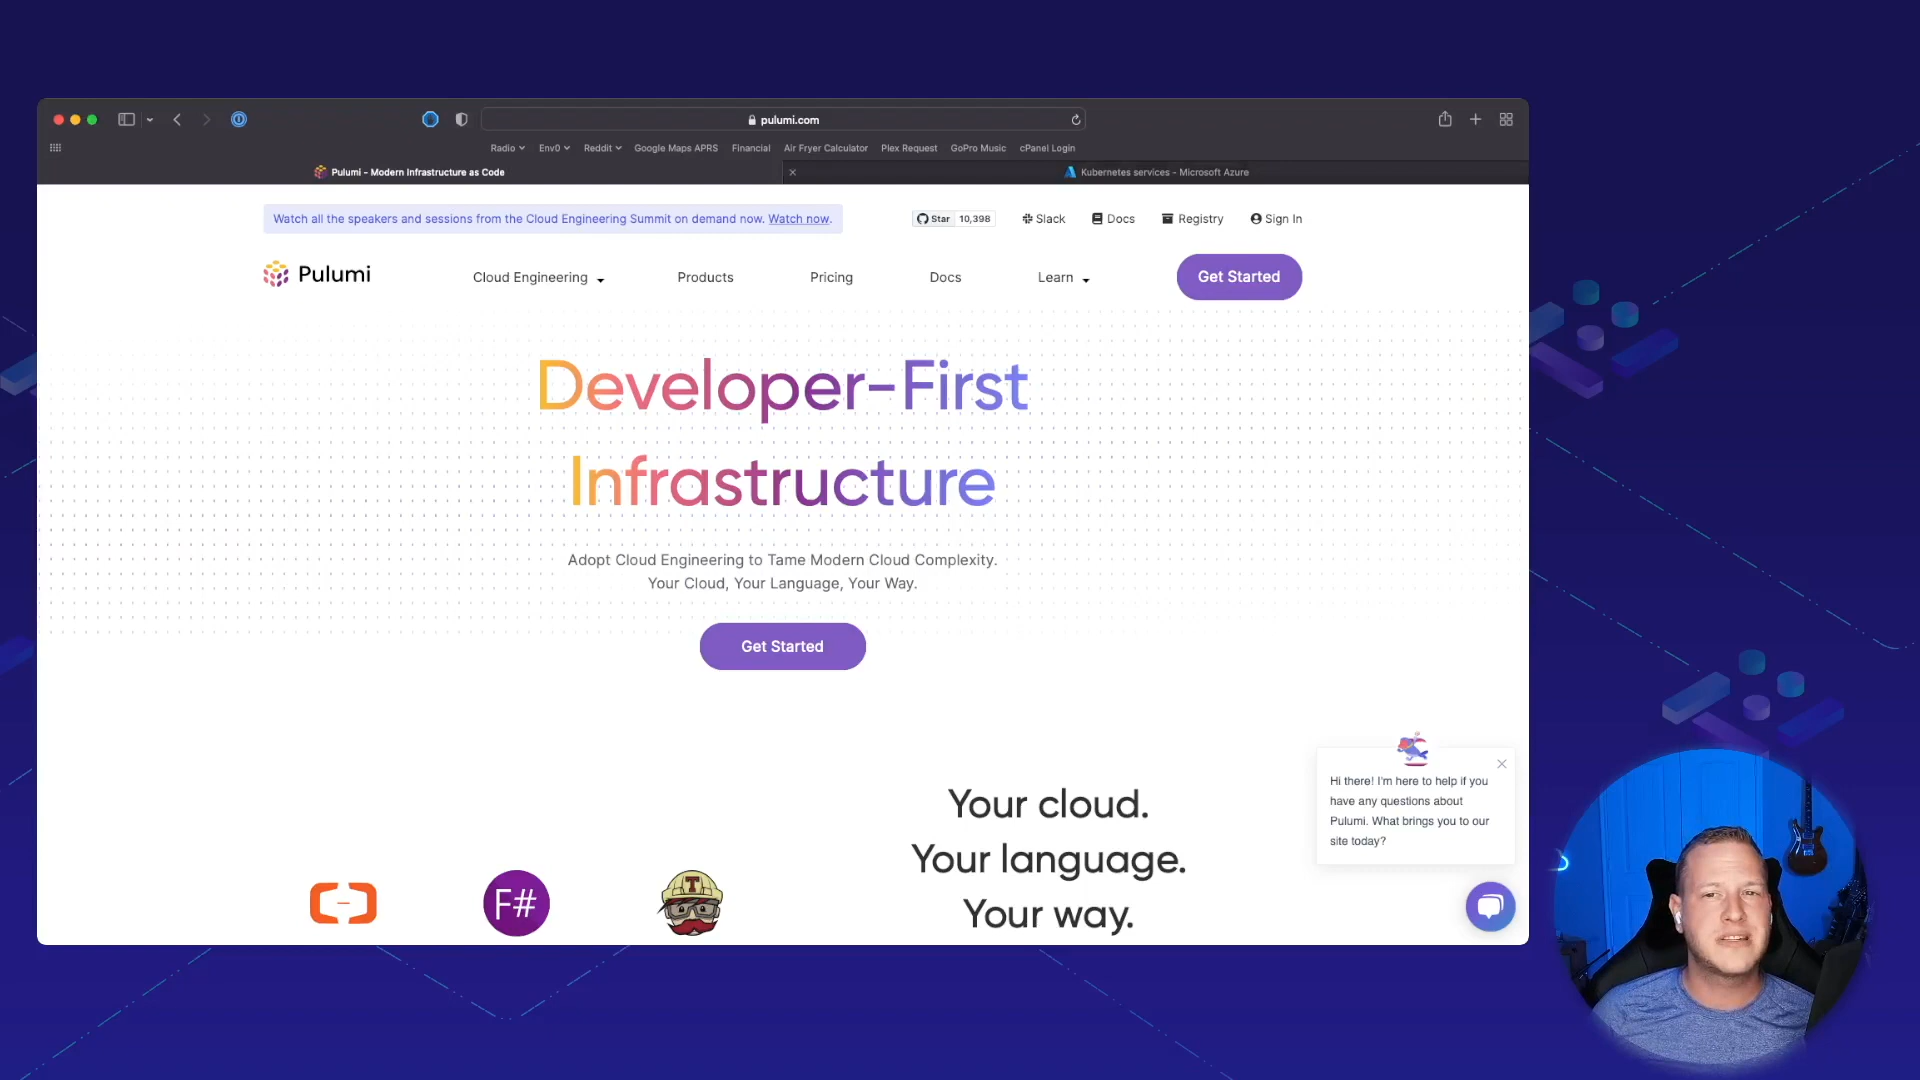 pulumi.com
Radio
Env0
Reddit
Google Maps APRS
Financial
Air Fryer Calculator
Plex Request
GoPro Music
cPanel Login
Pulumi - Modern Infrastructure as Code
Kubernetes services - Microsoft Azure
Watch all the speakers and sessions from the Cloud Engineering Summit on demand now. Watch now.
Star 10,398
Slack
Docs
Registry
Sign In
Pulumi
Cloud Engineering
Products
Pricing
Docs
Learn
Get Started
Developer-First
Infrastructure
Adopt Cloud Engineering to Tame Modern Cloud Complexity.
Your Cloud, Your Language, Your Way.
Get Started
Your cloud.
Your language.
Your way.
F#
T
Hi there! I'm here to help if you
have any questions about
Pulumi. What brings you to our
site today?